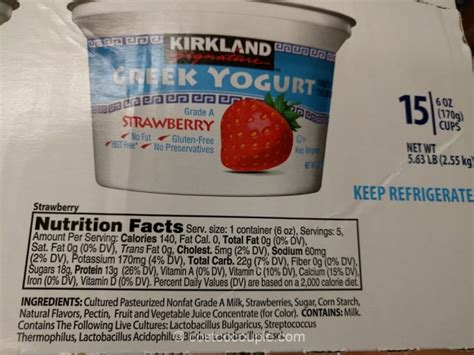 KIRKLAND
Signature
GREEK YOGURT
Grade A
STRAWBERRY
✓ No Fat ✓ Gluten-Free
✓ rBST Free* ✓ No Preservatives
15 6 OZ (170g) CUPS
NET WT
5.63 LB (2.55 kg)
KEEP REFRIGERATE
Strawberry
Nutrition Facts Serv. size: 1 container (6 oz), Servings: 5,
Amount Per Serving: Calories 140, Fat Cal. 0, Total Fat 0g (0% DV),
Sat. Fat 0g (0% DV), Trans Fat 0g, Cholest. 5mg (2% DV), Sodium 60mg
(2% DV), Potassium 170mg (4% DV), Total Carb. 22g (7% DV), Fiber 0g (0% DV),
Sugars 18g, Protein 13g (26% DV), Vitamin A (0% DV), Vitamin C (10% DV), Calcium (15% DV),
Iron (0% DV), Vitamin D (0% DV). Percent Daily Values (DV) are based on a 2,000 calorie diet.
INGREDIENTS: Cultured Pasteurized Nonfat Grade A Milk, Strawberries, Sugar, Corn Starch,
Natural Flavors, Pectin, Fruit and Vegetable Juice Concentrate (for Color). CONTAINS: Milk.
Contains The Following Live Cultures: Lactobacillus Bulgaricus, Streptococcus
Thermophilus, Lactobacillus Acidophilus